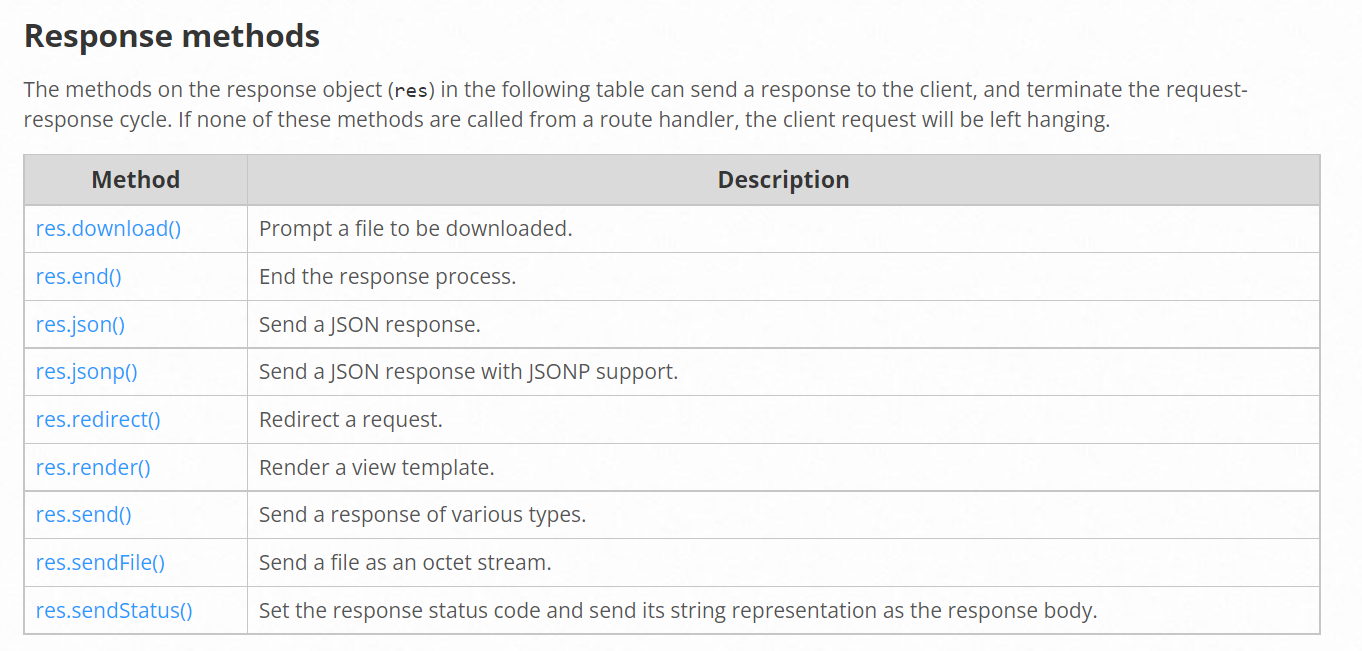 Response methods
The methods on the response object (res) in the following table can send a response to the client, and terminate the request-
response cycle. If none of these methods are called from a route handler, the client request will be left hanging.
Method Description
res.download() Prompt a file to be downloaded.
res.end() End the response process.
res.json() Send a JSON response.
res.jsonp() Send a JSON response with JSONP support.
res.redirect() Redirect a request.
res.render() Render a view template.
res.send() Send a response of various types.
res.sendFile() Send a file as an octet stream.
res.sendStatus() Set the response status code and send its string representation as the response body.